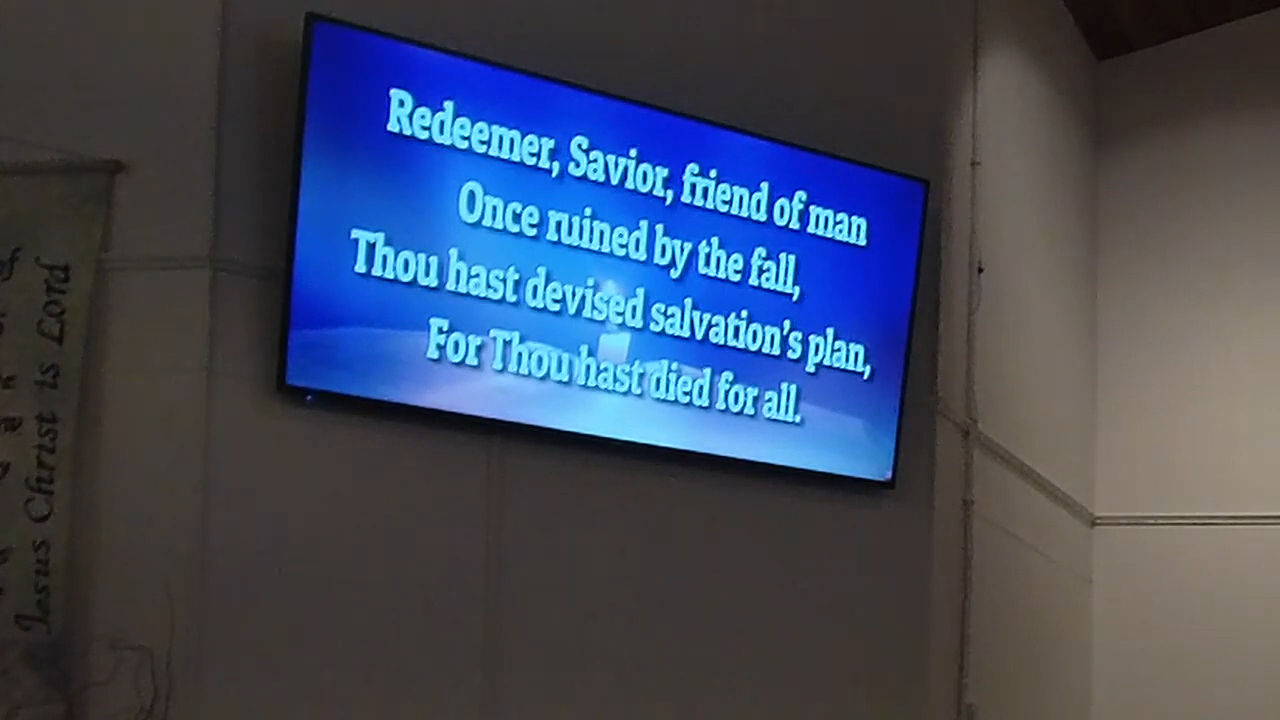 Redeemer, Savior, friend of man
Once ruined by the fall,
Thou hast devised salvation's plan,
For Thou hast died for all.
Jesus Christ is Lord